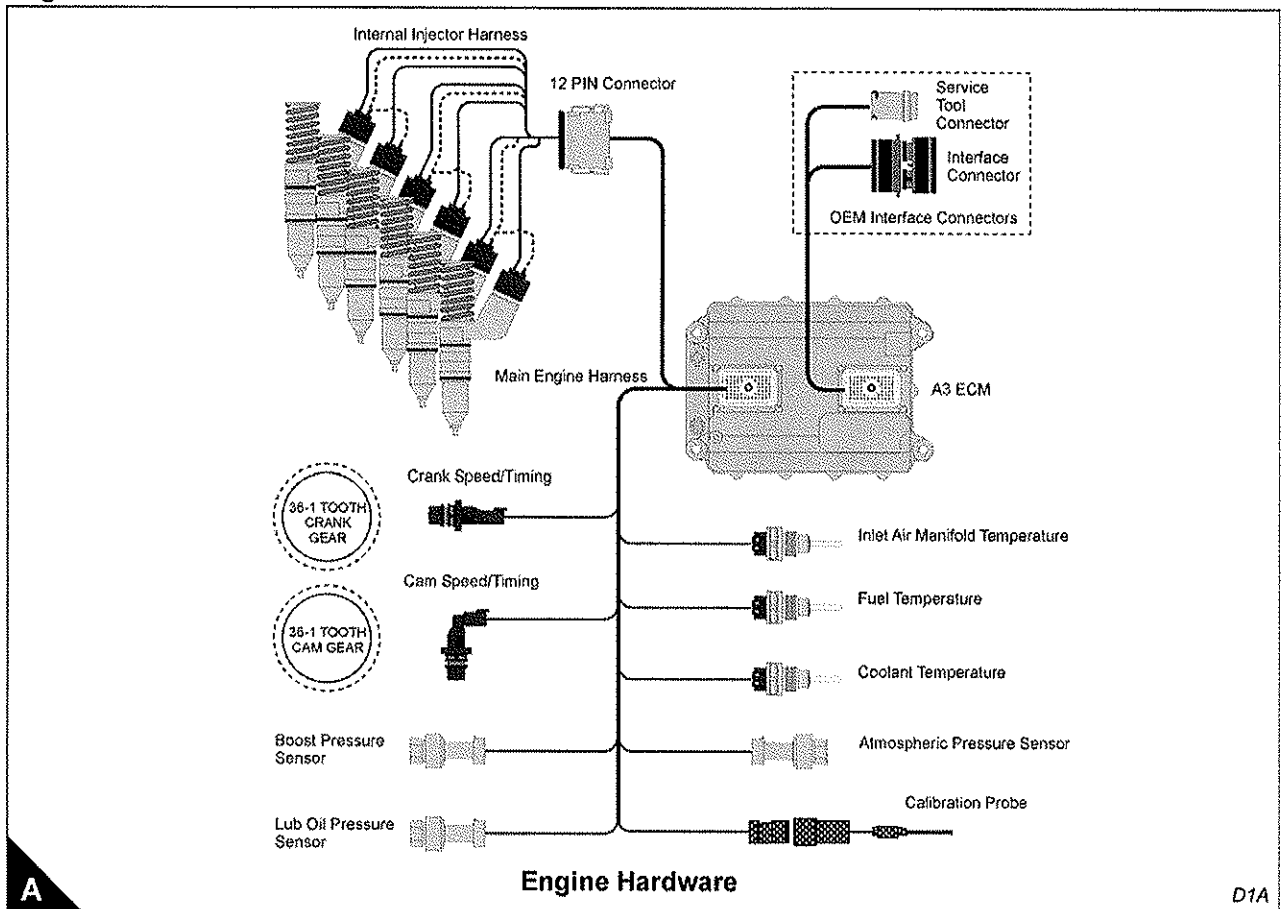 Internal Injector Harness
12 PIN Connector
Service
Tool
Connector
Interface
Connector
OEM Interface Connectors
Main Engine Harness
A3 ECM
Crank Speed/Timing
36-1 TOOTH
CRANK
GEAR
Inlet Air Manifold Temperature
Cam Speed/Timing
Fuel Temperature
36-1 TOOTH
CAM GEAR
Coolant Temperature
Boost Pressure
Sensor
Atmospheric Pressure Sensor
Calibration Probe
Lub Oil Pressure
Sensor
Engine Hardware
A
D1A